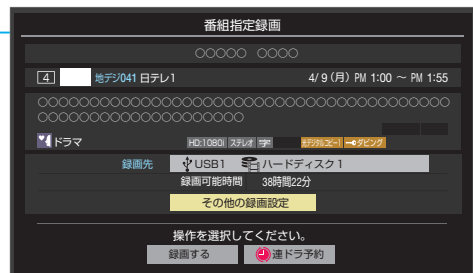 番組指定録画
○○○○○ ○○○○
4 地デジ041 日テレ1 4/ 9 (月) PM 1:00 ～ PM 1:55
○○○○○○○○○○○○○○○○○○○○○○○○○○○○○○○○○○
○○○○○○○○○○○○○○○○○○○
ドラマ HD:1080i ステレオ 字 ダビング
録画先 USB1 ハードディスク1
録画可能時間 38時間22分
その他の録画設定
操作を選択してください。
録画する 連ドラ予約